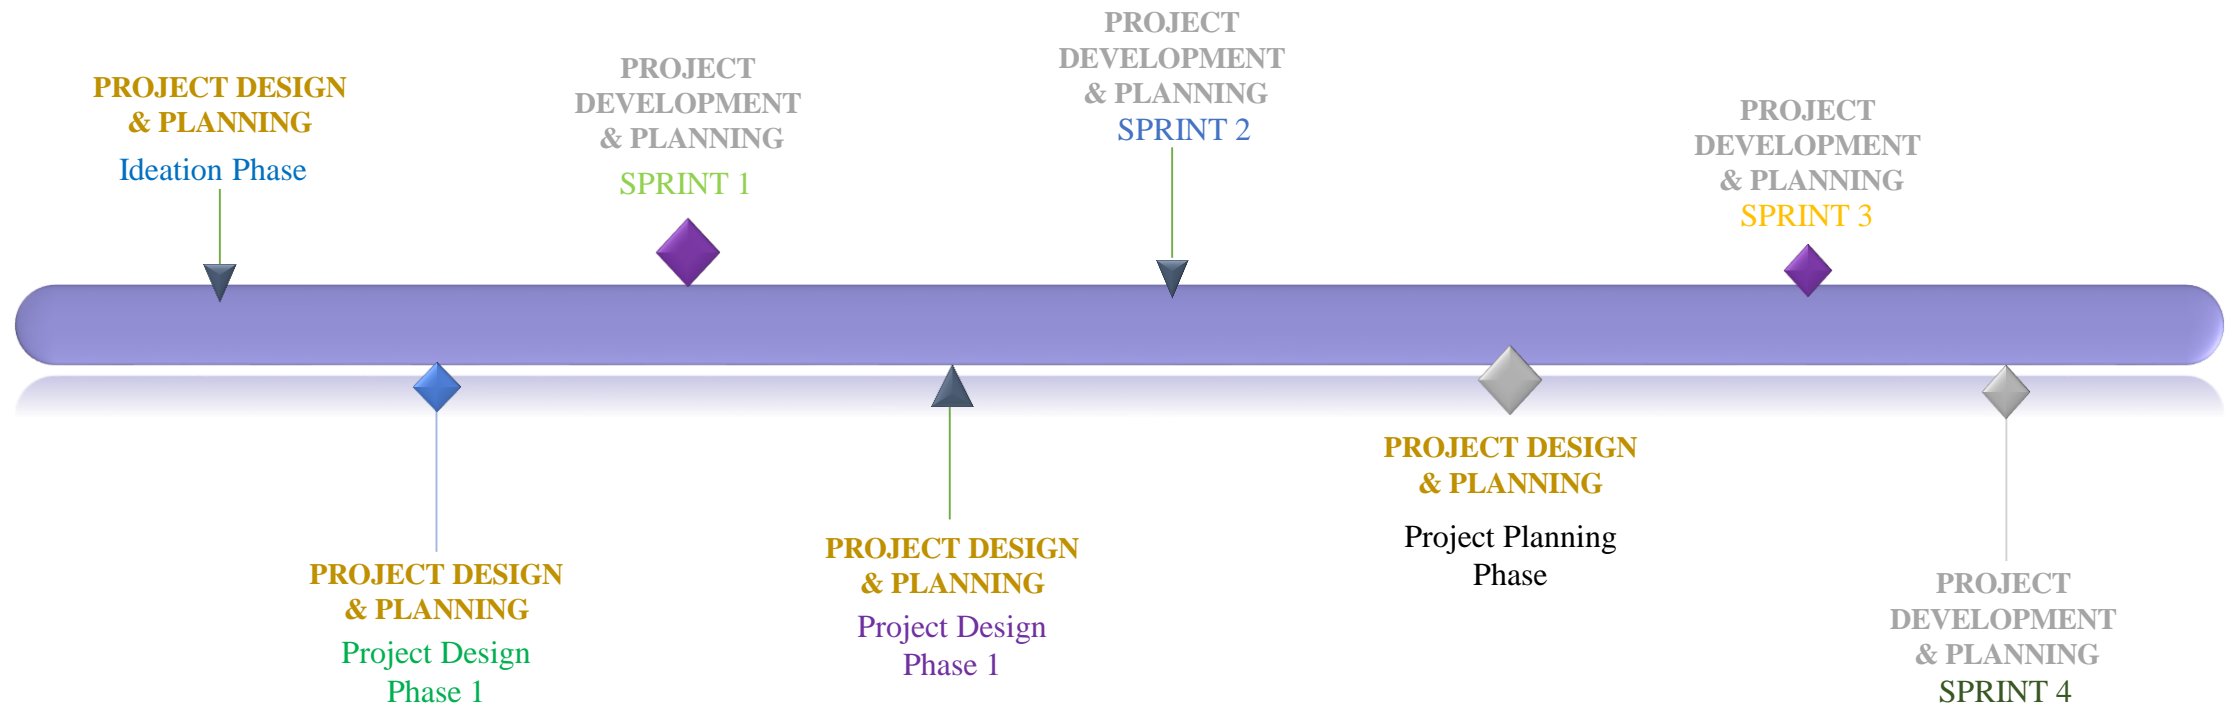 PROJECT DESIGN
& PLANNING
Ideation Phase
PROJECT
DEVELOPMENT
& PLANNING
SPRINT 1
PROJECT
DEVELOPMENT
& PLANNING
SPRINT 2
PROJECT
DEVELOPMENT
& PLANNING
SPRINT 3
PROJECT DESIGN
& PLANNING
Project Design
Phase 1
PROJECT DESIGN
& PLANNING
Project Design
Phase 1
PROJECT DESIGN
& PLANNING
Project Planning
Phase
PROJECT
DEVELOPMENT
& PLANNING
SPRINT 4